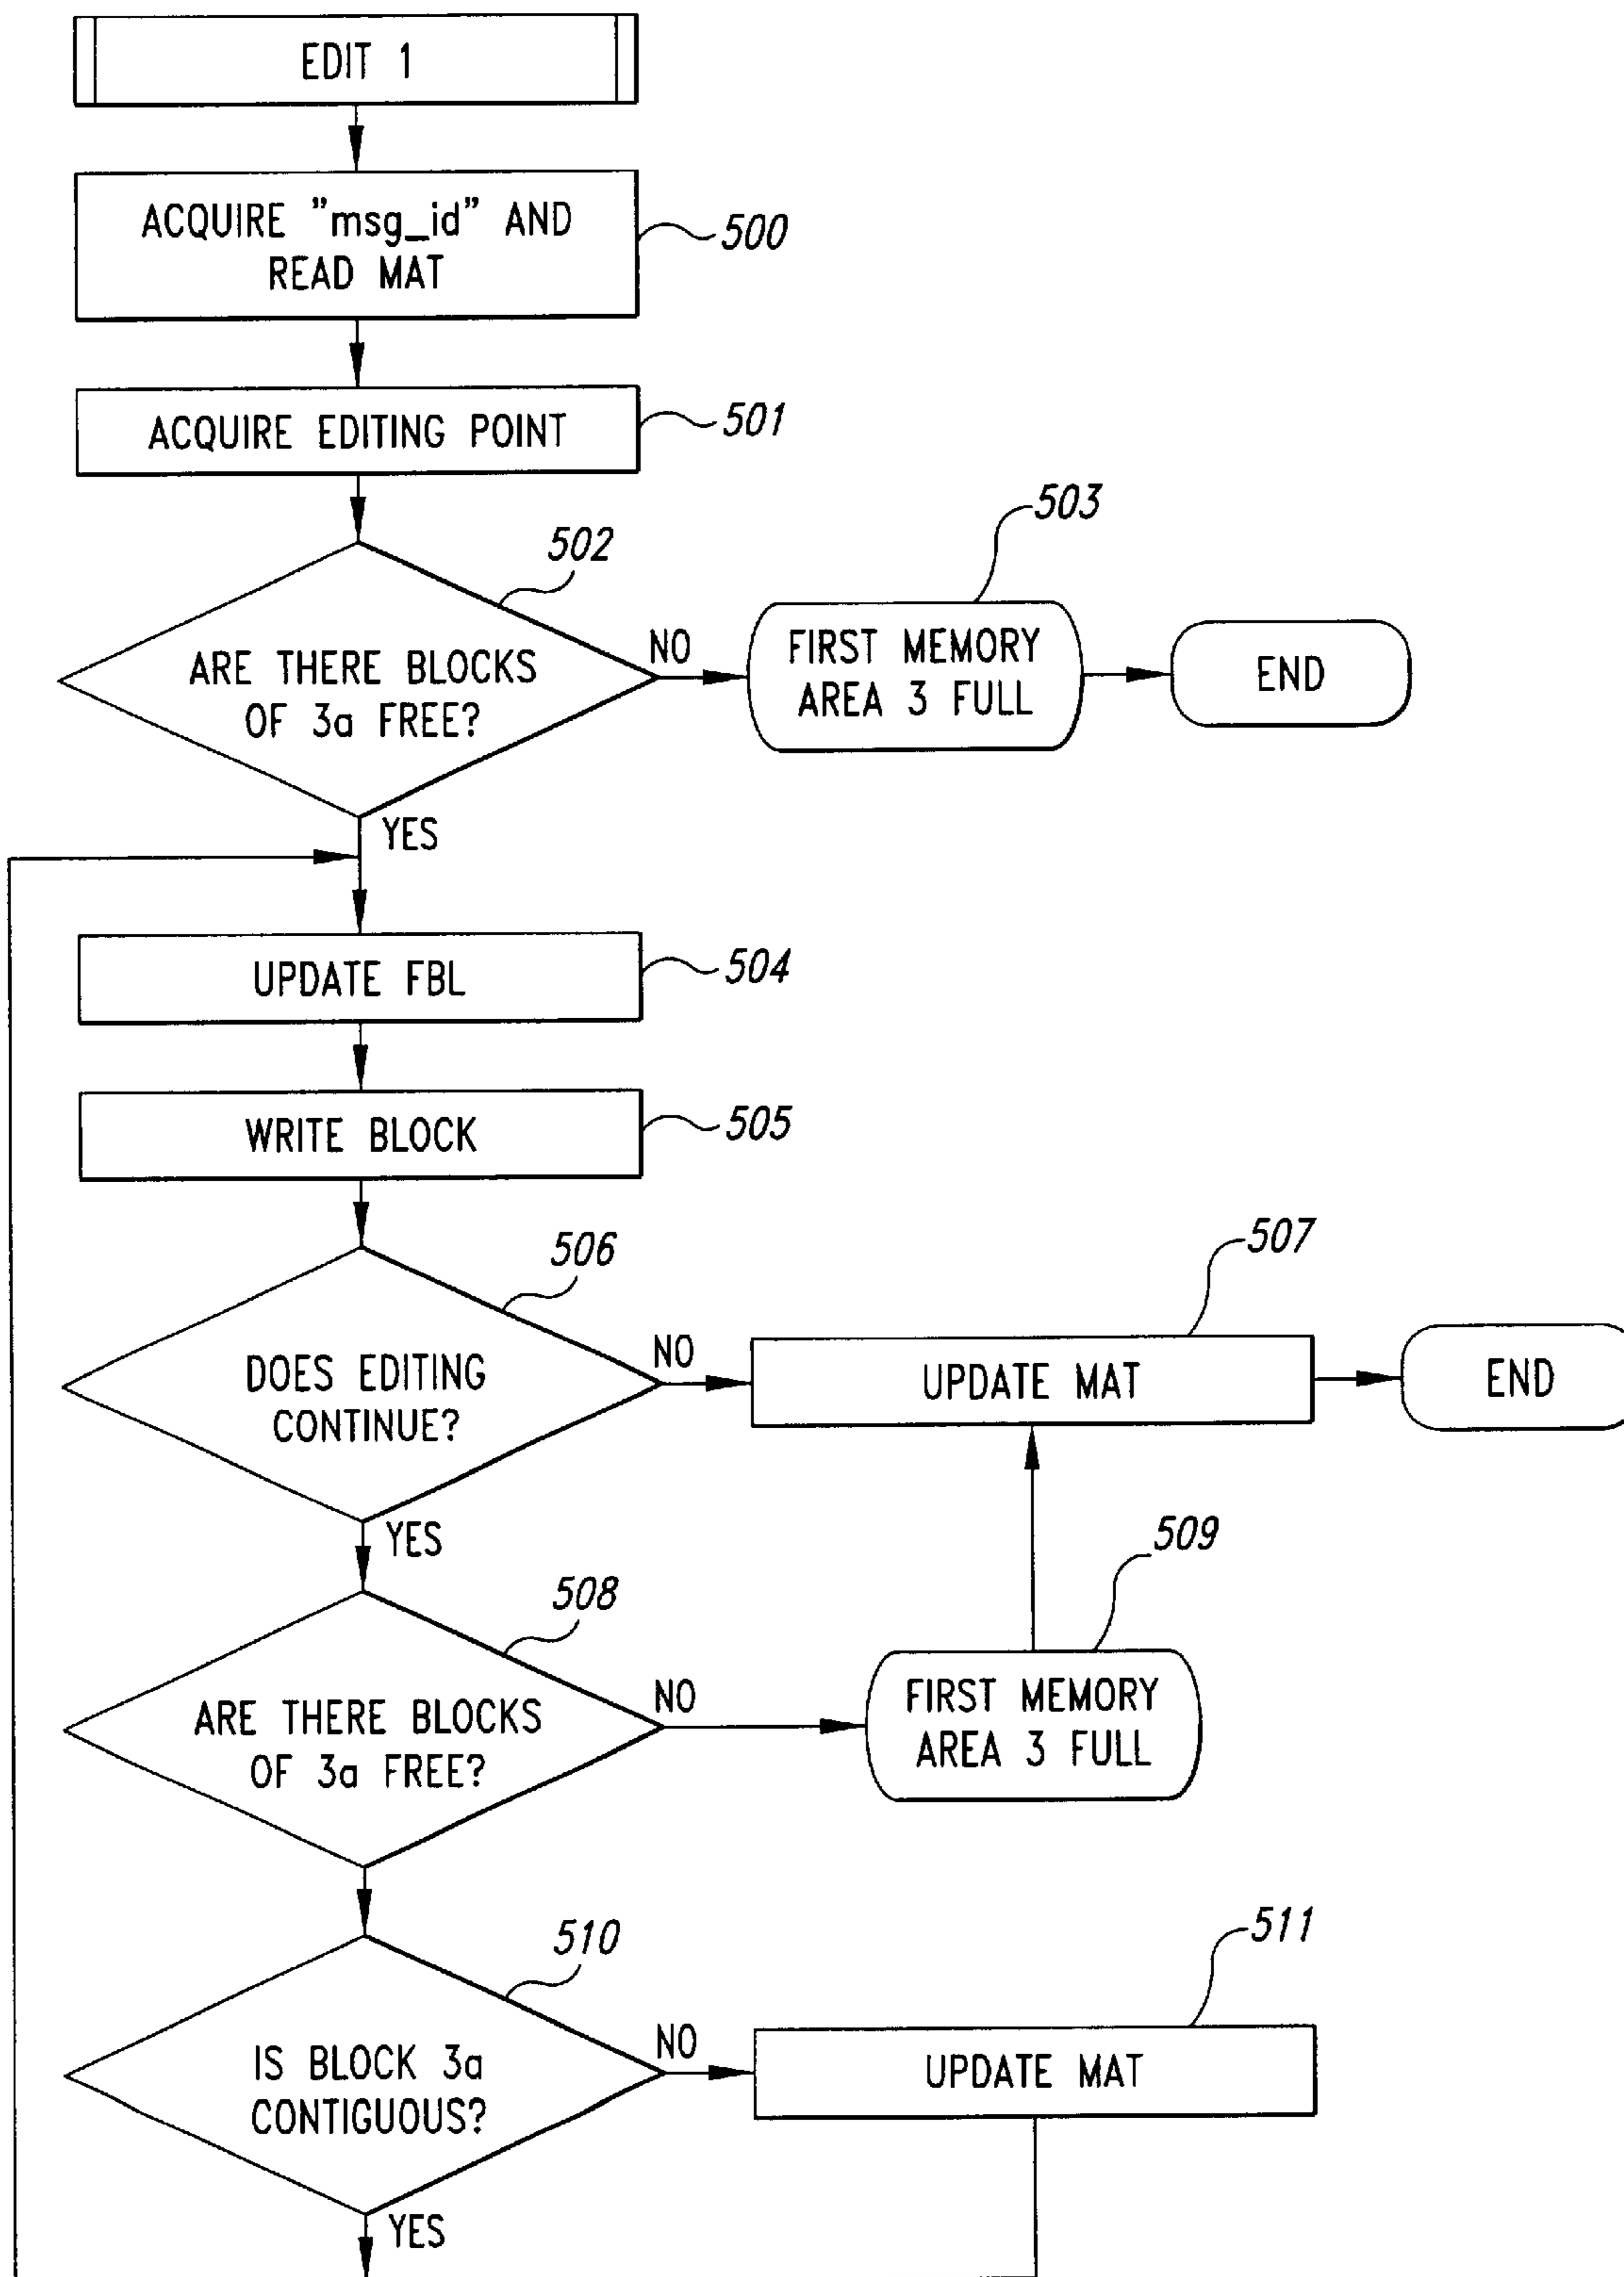 EDIT 1
ACQUIRE "msg_id" AND
READ MAT
500
ACQUIRE EDITING POINT
501
502
503
ARE THERE BLOCKS
OF 3a FREE?
NO
FIRST MEMORY
AREA 3 FULL
END
YES
UPDATE FBL
504
WRITE BLOCK
505
506
507
DOES EDITING
CONTINUE?
NO
UPDATE MAT
END
YES
508
509
ARE THERE BLOCKS
OF 3a FREE?
NO
FIRST MEMORY
AREA 3 FULL
510
511
IS BLOCK 3a
CONTIGUOUS?
NO
UPDATE MAT
YES